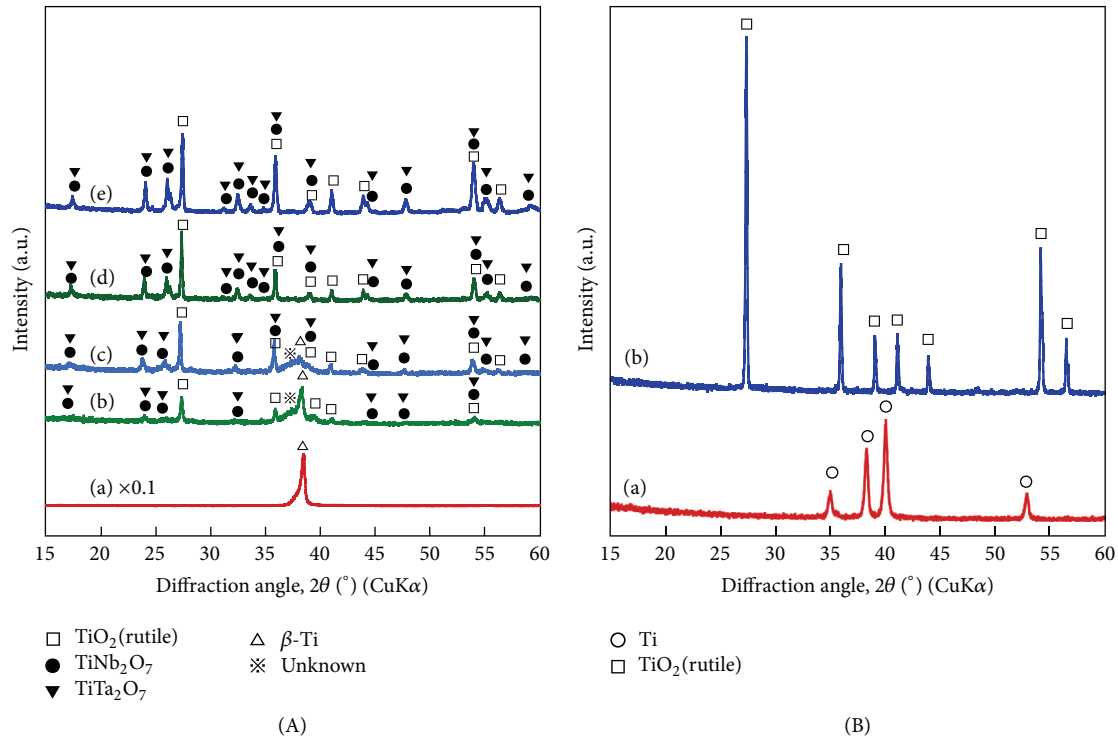 Intensity (a.u.)
(e)
(d)
(c)
(b)
(a) ×0.1
15 20 25 30 35 40 45 50 55 60
Diffraction angle, 2θ (°) (CuKα)
□ TiO₂(rutile)
● TiNb₂O₇
▼ TiTa₂O₇
△ β-Ti
※ Unknown
(A)
Intensity (a.u.)
(b)
(a)
15 20 25 30 35 40 45 50 55 60
Diffraction angle, 2θ (°) (CuKα)
○ Ti
□ TiO₂(rutile)
(B)